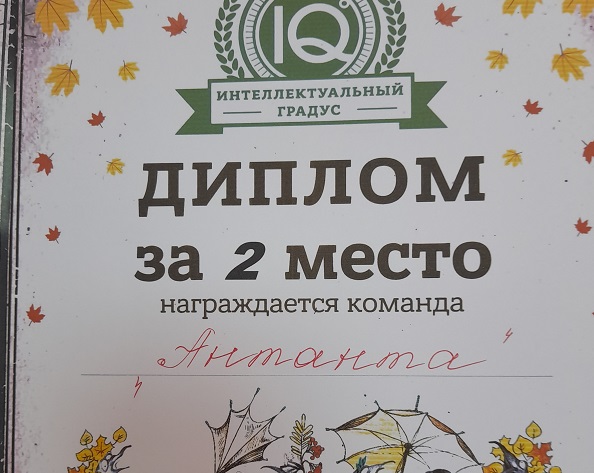 IQ°
ИНТЕЛЛЕКТУАЛЬНЫЙ
ГРАДУС
ДИПЛОМ
за 2 место
награждается команда
„Антанта"